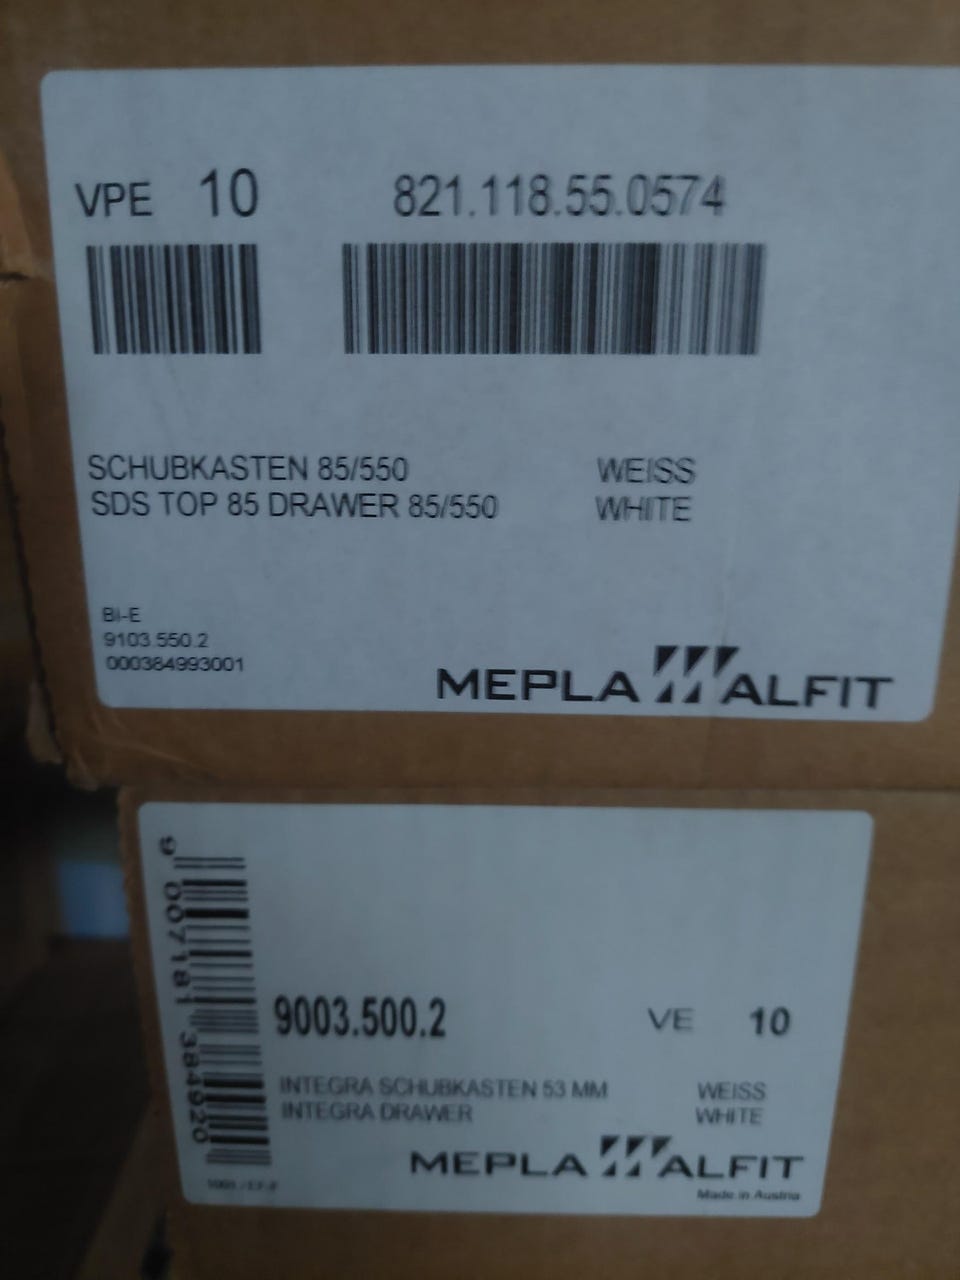 VPE 10 821.118.55.0574
SCHUBKASTEN 85/550 WEISS
SDS TOP 85 DRAWER 85/550 WHITE
BI-E
9103.550.2
000384993001
MEPLA ALFIT
9 007181 384920
9003.500.2 VE 10
INTEGRA SCHUBKASTEN 53 MM WEISS
INTEGRA DRAWER WHITE
MEPLA ALFIT
Made in Austria